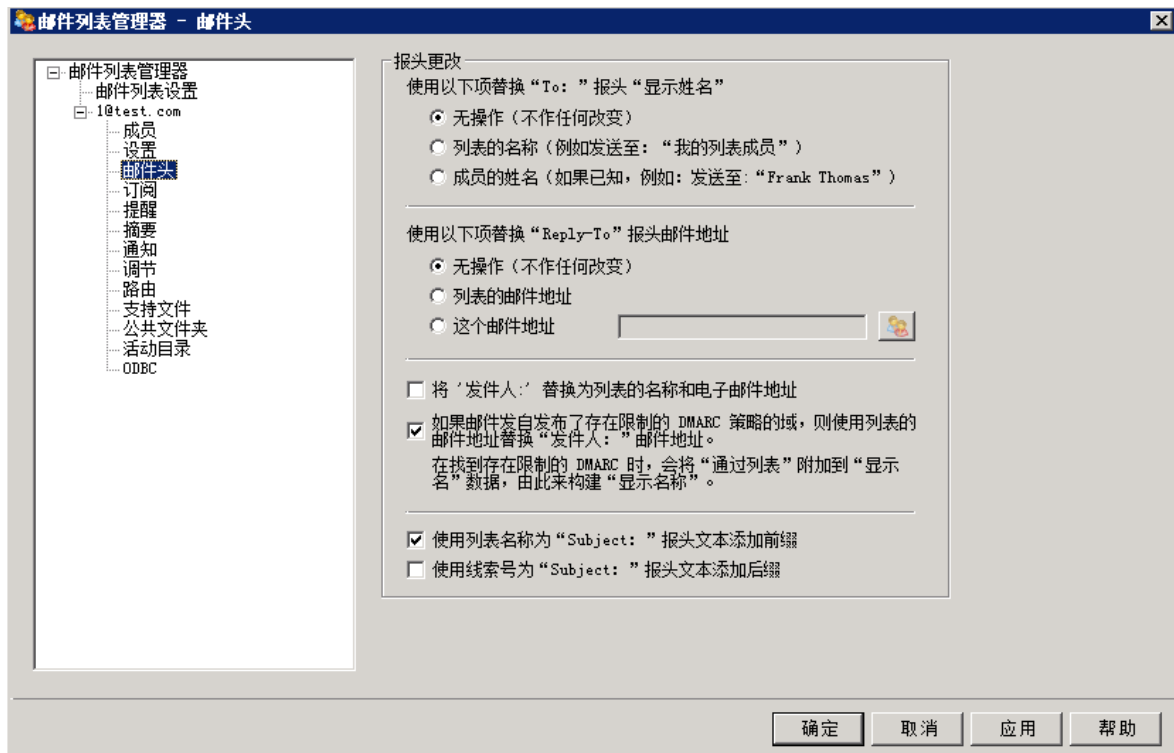 邮件列表管理器 - 邮件头
邮件列表管理器
邮件列表设置
1@test.com
成员
设置
邮件头
订阅
提醒
摘要
通知
调节
路由
支持文件
公共文件夹
活动目录
ODBC
报头更改
使用以下项替换“To: ”报头“显示姓名”
无操作（不作任何改变）
列表的名称（例如发送至: “我的列表成员”）
成员的姓名（如果已知，例如: 发送至:“Frank Thomas”）
使用以下项替换“Reply-To”报头邮件地址
无操作（不作任何改变）
列表的邮件地址
这个邮件地址
将 '发件人:' 替换为列表的名称和电子邮件地址
如果邮件发自发布了存在限制的 DMARC 策略的域，则使用列表的
邮件地址替换“发件人: ”邮件地址。
在找到存在限制的 DMARC 时，会将“通过列表”附加到“显示
名”数据，由此来构建“显示名称”。
使用列表名称为“Subject: ”报头文本添加前缀
使用线索号为“Subject: ”报头文本添加后缀
确定
取消
应用
帮助